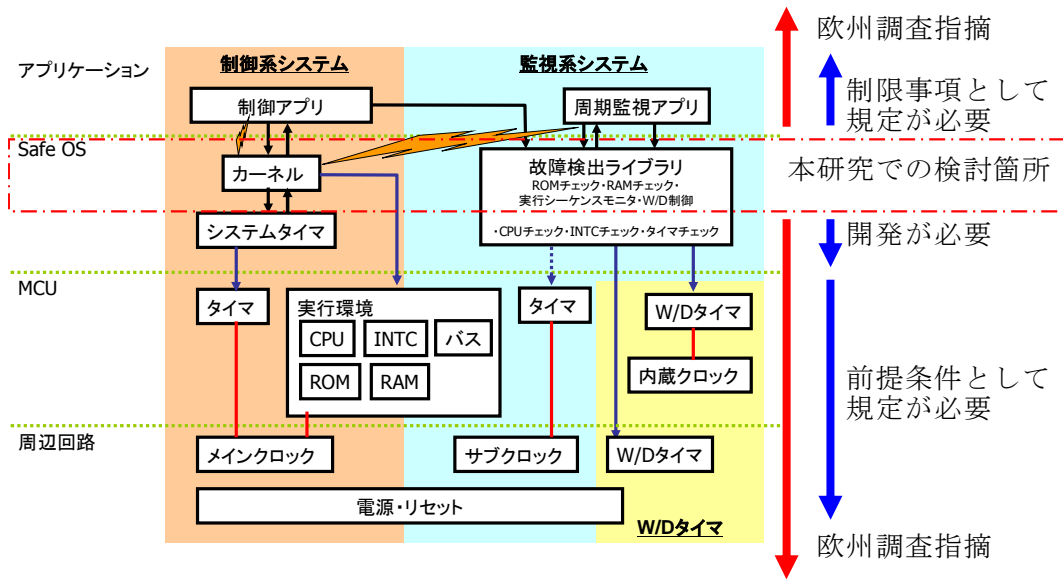 欧州調査指摘
制御系システム
監視系システム
アプリケーション
制御アプリ
周期監視アプリ
制限事項として
規定が必要
Safe OS
カーネル
故障検出ライブラリ
ROMチェック・RAMチェック・
実行シーケンスモニタ・W/D制御
・CPUチェック・INTCチェック・タイマチェック
本研究での検討箇所
システムタイマ
開発が必要
MCU
タイマ
実行環境
CPU
INTC
バス
ROM
RAM
タイマ
W/Dタイマ
内蔵クロック
前提条件として
規定が必要
周辺回路
メインクロック
サブクロック
W/Dタイマ
電源・リセット
W/Dタイマ
欧州調査指摘